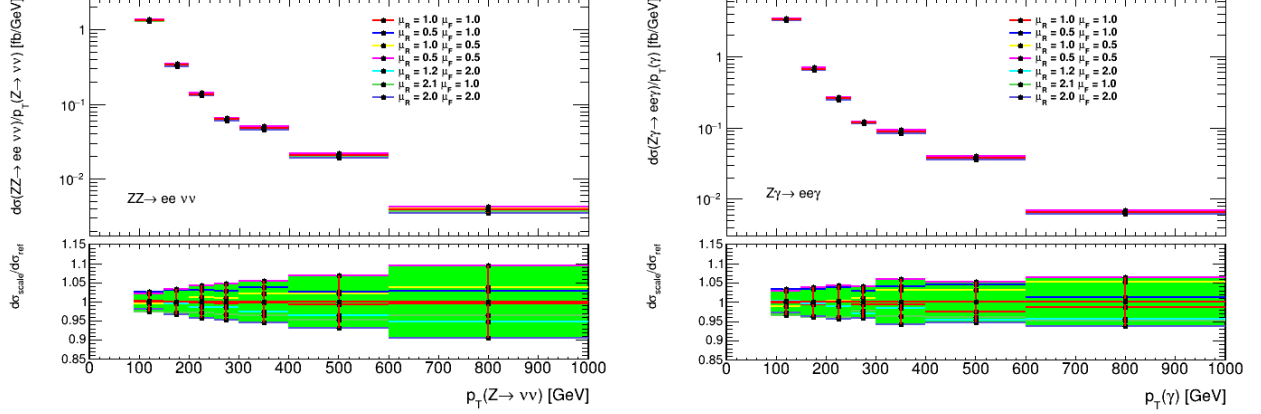 dσ(ZZ→ ee νν)/p_T(Z→ νν) [fb/GeV]
1
10⁻¹
10⁻²
μ_R = 1.0 μ_F = 1.0
μ_R = 0.5 μ_F = 1.0
μ_R = 1.0 μ_F = 0.5
μ_R = 0.5 μ_F = 0.5
μ_R = 1.2 μ_F = 2.0
μ_R = 2.1 μ_F = 1.0
μ_R = 2.0 μ_F = 2.0
ZZ→ ee νν
dσ_scale/dσ_ref
1.15
1.1
1.05
1
0.95
0.9
0.85
0 100 200 300 400 500 600 700 800 900 1000
p_T(Z→ νν) [GeV]
dσ(Zγ→ eeγ)/p_T(γ) [fb/GeV]
1
10⁻¹
10⁻²
μ_R = 1.0 μ_F = 1.0
μ_R = 0.5 μ_F = 1.0
μ_R = 1.0 μ_F = 0.5
μ_R = 0.5 μ_F = 0.5
μ_R = 1.2 μ_F = 2.0
μ_R = 2.1 μ_F = 1.0
μ_R = 2.0 μ_F = 2.0
Zγ→ eeγ
dσ_scale/dσ_ref
1.15
1.1
1.05
1
0.95
0.9
0.85
0 100 200 300 400 500 600 700 800 900 1000
p_T(γ) [GeV]